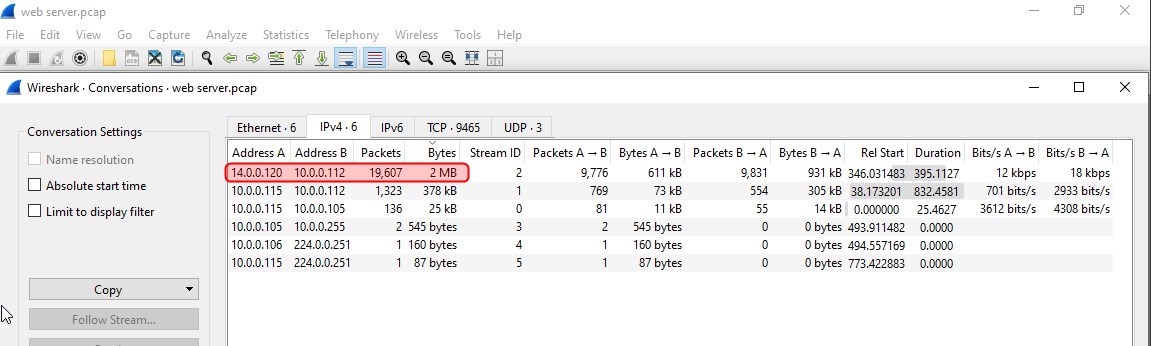 web server.pcap
File Edit View Go Capture Analyze Statistics Telephony Wireless Tools Help
Wireshark · Conversations · web server.pcap
Conversation Settings
Name resolution
Absolute start time
Limit to display filter
Copy
Follow Stream...
Ethernet · 6 IPv4 · 6 IPv6 TCP · 9465 UDP · 3
Address A Address B Packets Bytes Stream ID Packets A → B Bytes A → B Packets B → A Bytes B → A Rel Start Duration Bits/s A → B Bits/s B → A
14.0.0.120 10.0.0.112 19,607 2 MB 2 9,776 611 kB 9,831 931 kB 346.031483 395.1127 12 kbps 18 kbps
10.0.0.115 10.0.0.112 1,323 378 kB 1 769 73 kB 554 305 kB 38.173201 832.4581 701 bits/s 2933 bits/s
10.0.0.115 10.0.0.105 136 25 kB 0 81 11 kB 55 14 kB 0.000000 25.4627 3612 bits/s 4308 bits/s
10.0.0.105 10.0.0.255 2 545 bytes 3 2 545 bytes 0 0 bytes 493.911482 0.0000
10.0.0.106 224.0.0.251 1 160 bytes 4 1 160 bytes 0 0 bytes 494.557169 0.0000
10.0.0.115 224.0.0.251 1 87 bytes 5 1 87 bytes 0 0 bytes 773.422883 0.0000